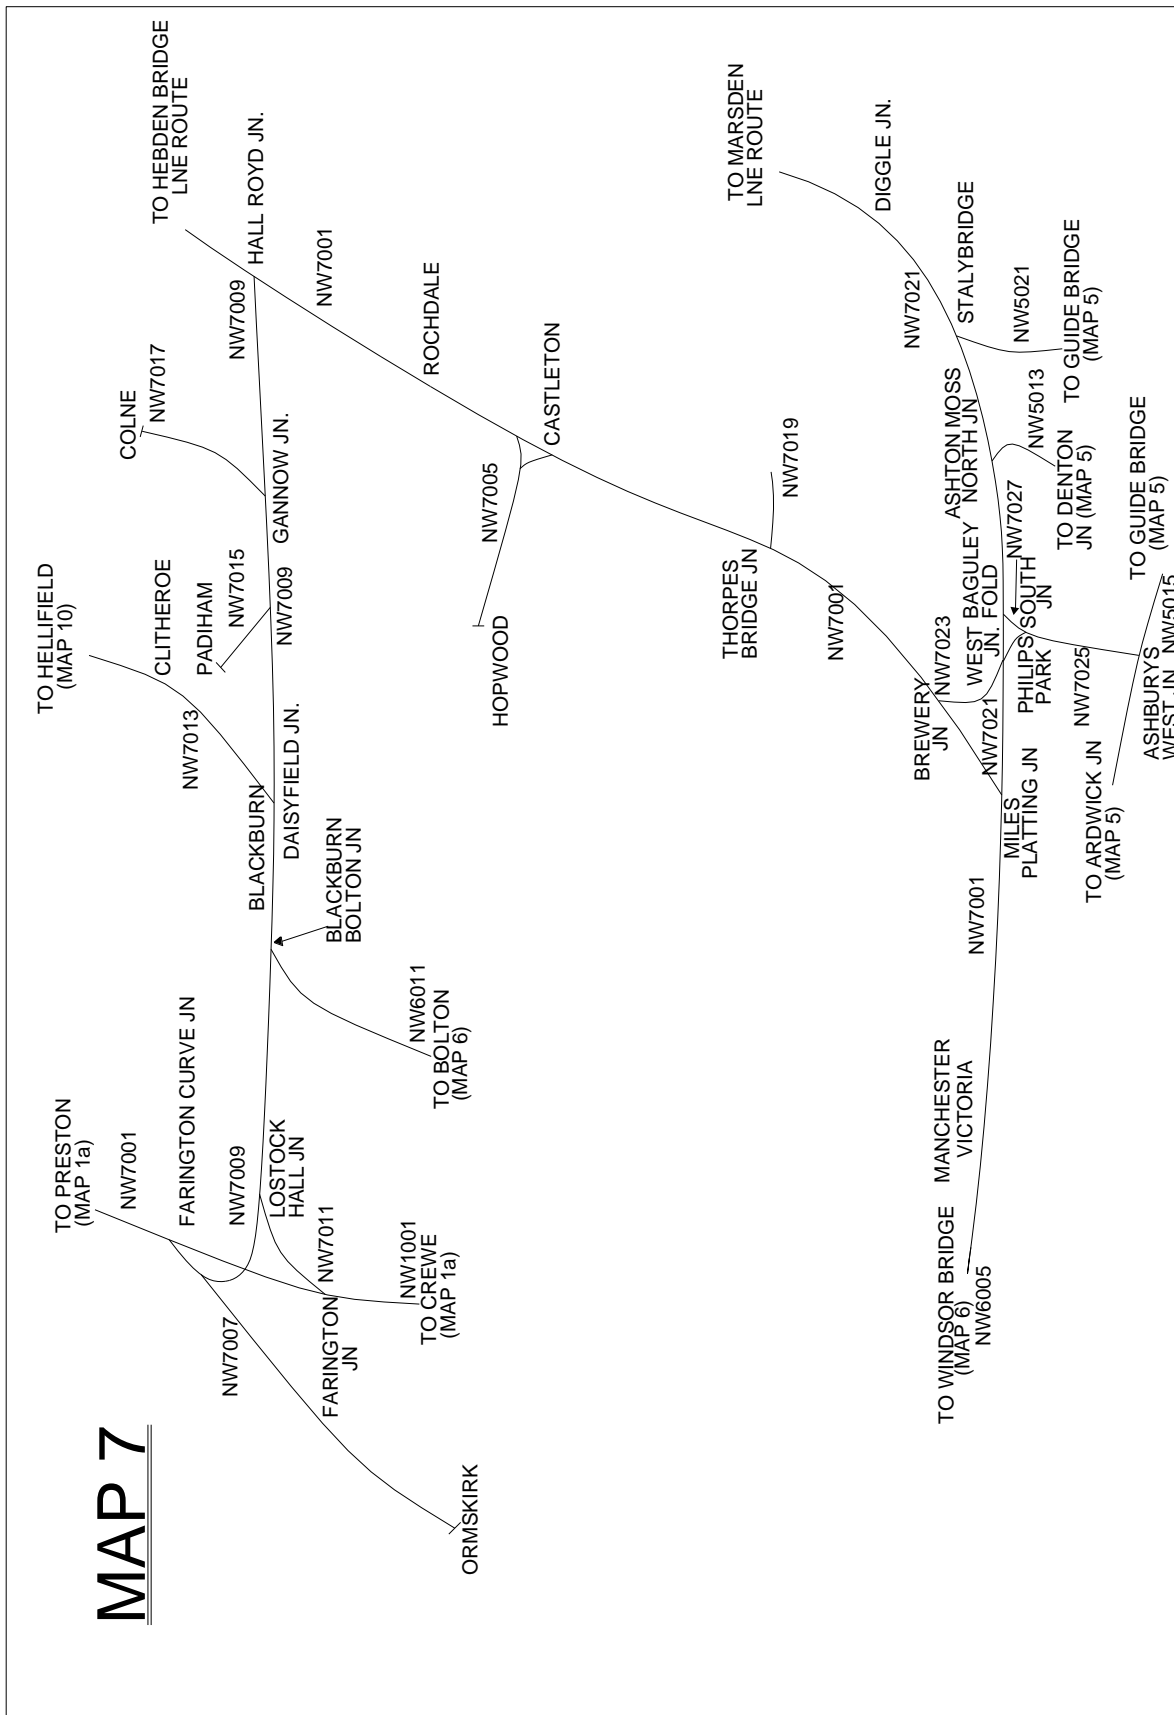 MAP 7
TO PRESTON
(MAP 1a)
NW7001
FARINGTON CURVE JN
NW7009
LOSTOCK
HALL JN
NW7011
NW1001
TO CREWE
(MAP 1a)
NW7007
FARINGTON
JN
ORMSKIRK
NW6011
TO BOLTON
(MAP 6)
BLACKBURN
BOLTON JN
BLACKBURN
DAISYFIELD JN.
TO HELLIFIELD
(MAP 10)
NW7013
CLITHEROE
PADIHAM
NW7015
NW7009
GANNOW JN.
COLNE
NW7017
NW7009
HALL ROYD JN.
TO HEBDEN BRIDGE
LNE ROUTE
NW7001
ROCHDALE
CASTLETON
NW7005
HOPWOOD
NW7019
THORPES
BRIDGE JN
NW7001
TO MARSDEN
LNE ROUTE
DIGGLE JN.
NW7021
STALYBRIDGE
NW5021
TO GUIDE BRIDGE
(MAP 5)
ASHTON MOSS
NORTH JN
NW5013
TO DENTON
JN (MAP 5)
NW7027
BAGULEY
FOLD
WEST
JN.
NW7023
BREWERY
JN
NW7021
PHILIPS
PARK
SOUTH
JN
NW7025
TO GUIDE BRIDGE
(MAP 5)
NW5015
ASHBURYS
WEST JN
TO ARDWICK JN
(MAP 5)
MILES
PLATTING JN
NW7001
MANCHESTER
VICTORIA
TO WINDSOR BRIDGE
(MAP 6)
NW6005